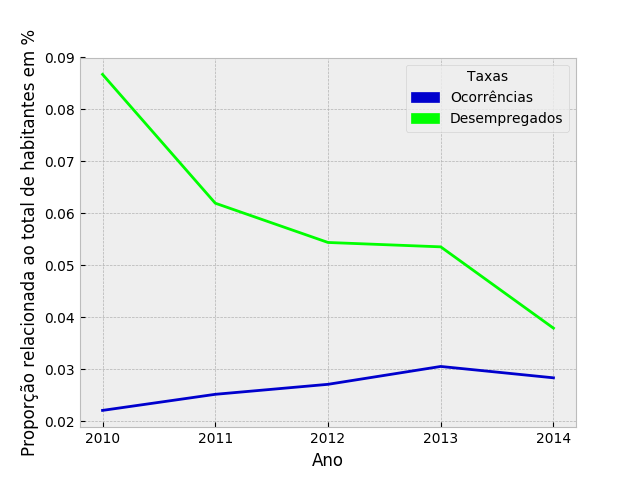 Proporção relacionada ao total de habitantes em %
0.09
0.08
0.07
0.06
0.05
0.04
0.03
0.02
Taxas
Ocorrências
Desempregados
2010 2011 2012 2013 2014
Ano